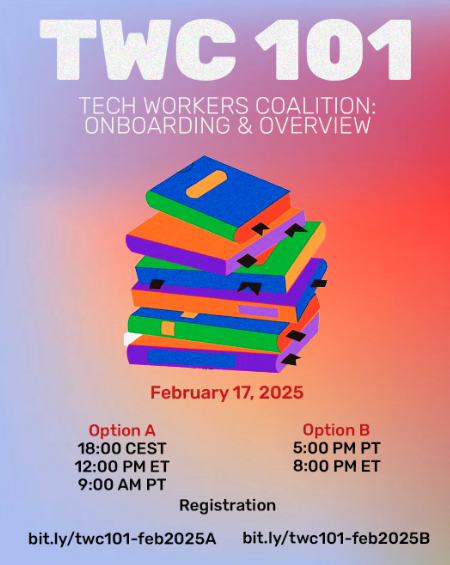 TWC 101
TECH WORKERS COALITION:
ONBOARDING & OVERVIEW
February 17, 2025
Option A
18:00 CEST
12:00 PM ET
9:00 AM PT
Option B
5:00 PM PT
8:00 PM ET
Registration
bit.ly/twc101-feb2025A
bit.ly/twc101-feb2025B